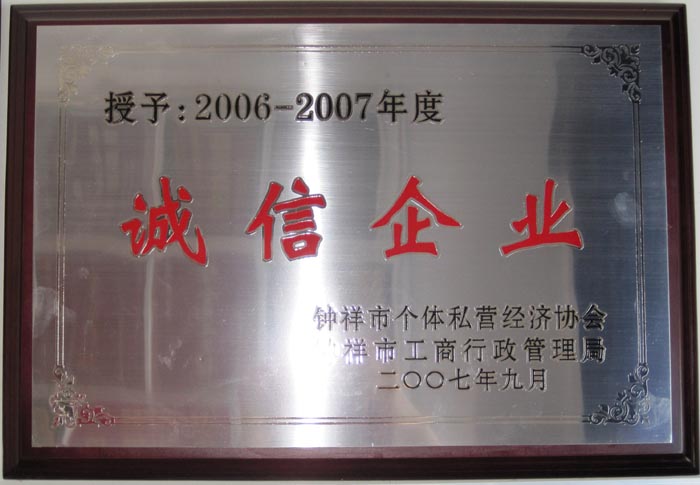 授予:2006-2007年度
诚信企业
钟祥市个体私营经济协会
钟祥市工商行政管理局
二〇〇七年九月